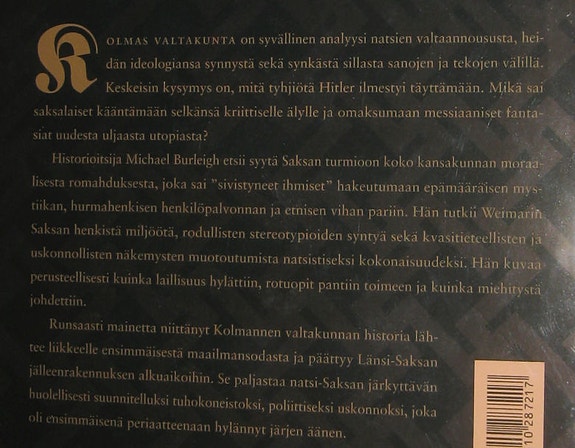 KOLMAS VALTAKUNTA on syvällinen analyysi natsien valtaannoususta, hei-
dän ideologiansa synnystä sekä synkästä sillasta sanojen ja tekojen välillä.
Keskeisin kysymys on, mitä tyhjiötä Hitler ilmestyi täyttämään. Mikä sai
saksalaiset kääntämään selkänsä kriittiselle älylle ja omaksumaan messiaaniset fanta-
siat uudesta uljaasta utopiasta?
Historioitsija Michael Burleigh etsii syytä Saksan turmioon koko kansakunnan moraa-
lisesta romahduksesta, joka sai ”sivistyneet ihmiset” hakeutumaan epämääräisen mys-
tiikan, hurmahenkisen henkilöpalvonnan ja etnisen vihan pariin. Hän tutkii Weimarin
Saksan henkistä miljöötä, rodullisten stereotypioiden syntyä sekä kvasitieteellisten ja
uskonnollisten näkemysten muotoutumista natsistiseksi kokonaisuudeksi. Hän kuvaa
perusteellisesti kuinka laillisuus hylättiin, rotuopit pantiin toimeen ja kuinka miehitystä
johdettiin.
Runsaasti mainetta niittänyt Kolmannen valtakunnan historia läh-
tee liikkeelle ensimmäisestä maailmansodasta ja päättyy Länsi-Saksan
jälleenrakennuksen alkuaikoihin. Se paljastaa natsi-Saksan järkyttävän
huolellisesti suunnitelluksi tuhokoneistoksi, poliittiseksi uskonnoksi, joka
oli ensimmäisenä periaatteenaan hylännyt järjen äänen.
10287217